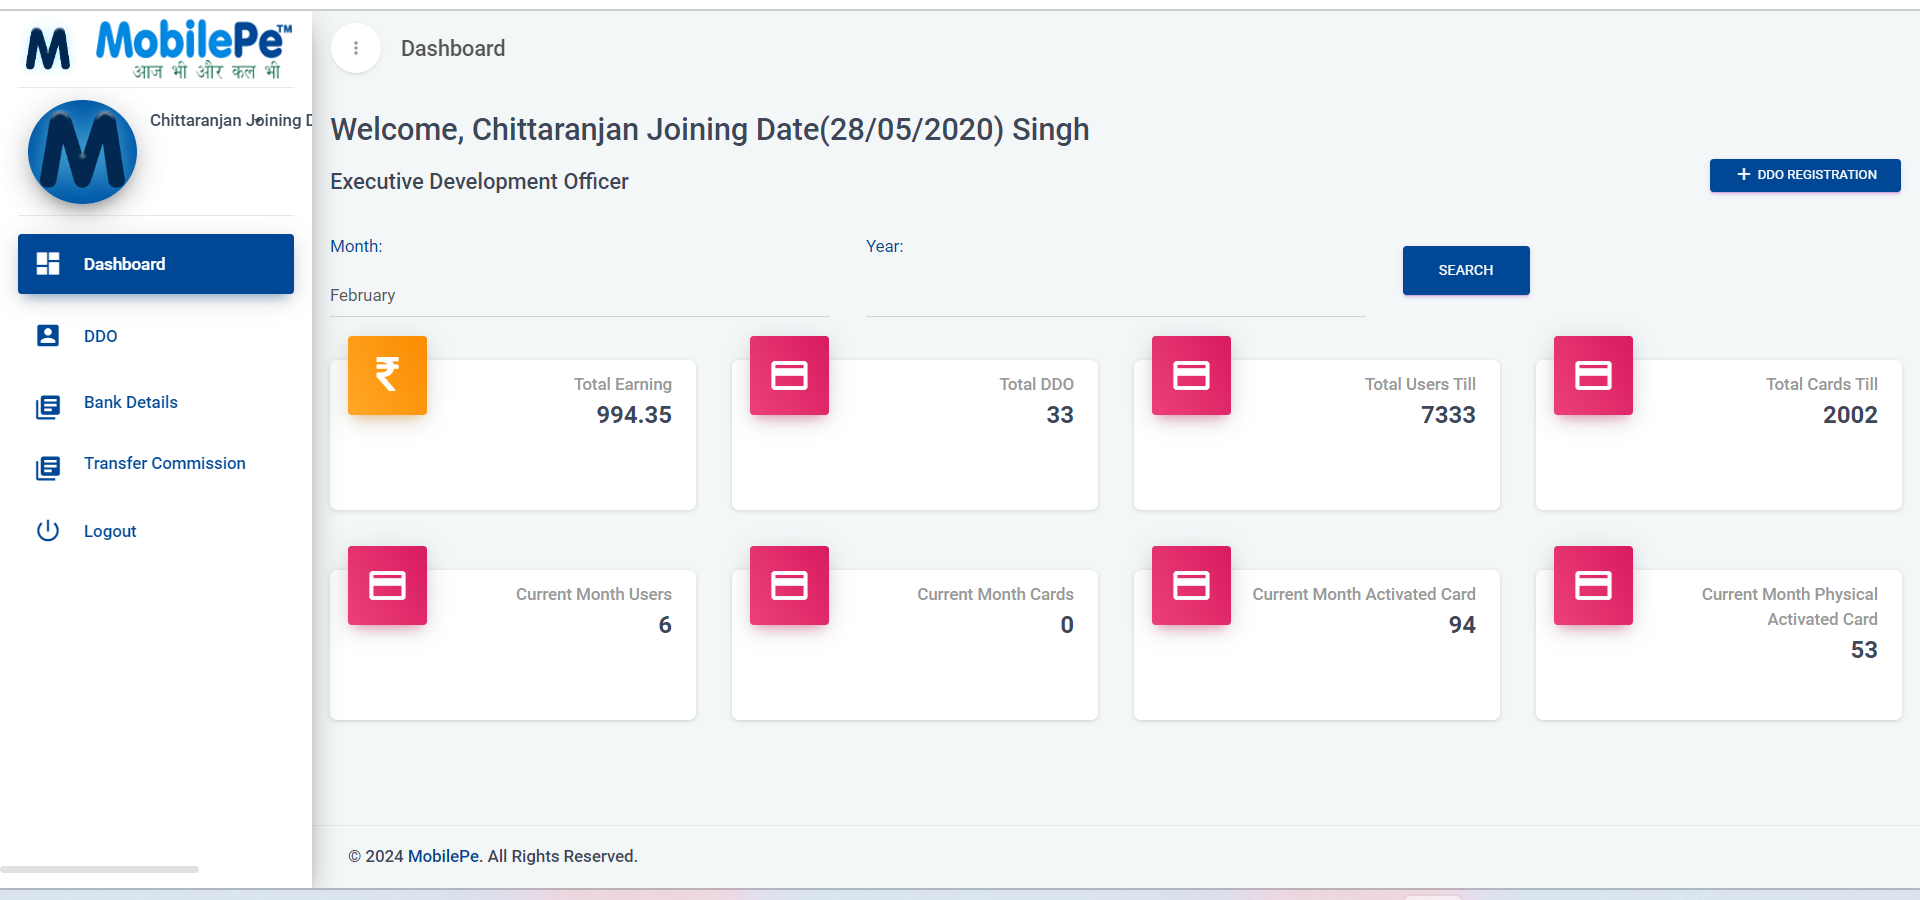 M MobilePe™
आज भी और कल भी
Chittaranjan Joining D
Dashboard
DDO
Bank Details
Transfer Commission
Logout
Dashboard
Welcome, Chittaranjan Joining Date(28/05/2020) Singh
Executive Development Officer
+ DDO REGISTRATION
Month:
Year:
February
SEARCH
₹
Total Earning
994.35
Total DDO
33
Total Users Till
7333
Total Cards Till
2002
Current Month Users
6
Current Month Cards
0
Current Month Activated Card
94
Current Month Physical
Activated Card
53
© 2024 MobilePe. All Rights Reserved.